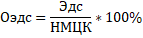 Оэдс = Эдс / НМЦК * 100%